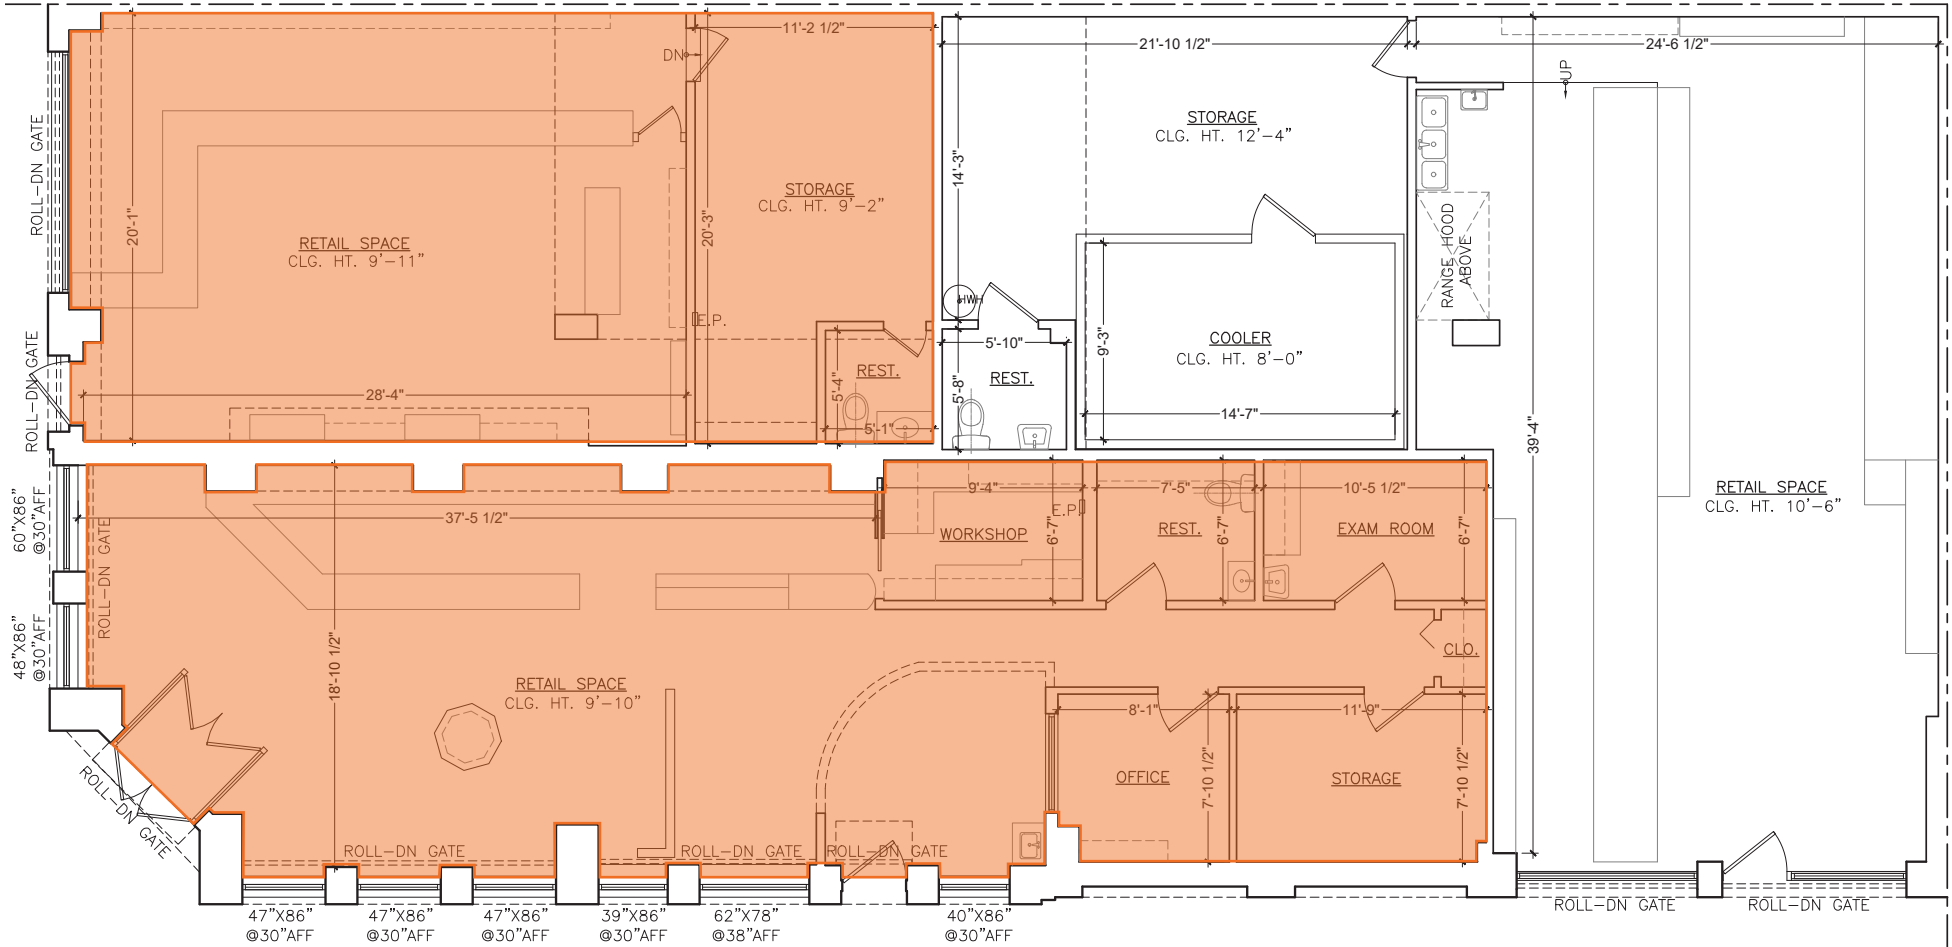 11'-2 1/2"
21'-10 1/2"
24'-6 1/2"
DN
UP
ROLL-DN GATE
20'-1"
RETAIL SPACE
CLG. HT. 9'-11"
20'-3"
STORAGE
CLG. HT. 9'-2"
14'-3"
STORAGE
CLG. HT. 12'-4"
RANGE HOOD
ABOVE
HWH
E.P.
ROLL-DN GATE
28'-4"
5'-4"
REST.
5'-1"
5'-10"
5'-8"
REST.
9'-3"
COOLER
CLG. HT. 8'-0"
14'-7"
39'-4"
RETAIL SPACE
CLG. HT. 10'-6"
60"X86"
@30"AFF
ROLL-DN GATE
37'-5 1/2"
9'-4"
E.P.
WORKSHOP
6'-7"
7'-5"
REST.
6'-7"
10'-5 1/2"
EXAM ROOM
6'-7"
48"X86"
@30"AFF
18'-10 1/2"
RETAIL SPACE
CLG. HT. 9'-10"
CLO.
8'-1"
11'-9"
OFFICE
7'-10 1/2"
STORAGE
7'-10 1/2"
ROLL-DN GATE
ROLL-DN GATE
ROLL-DN GATE
ROLL-DN GATE
ROLL-DN GATE
ROLL-DN GATE
47"X86"
@30"AFF
47"X86"
@30"AFF
47"X86"
@30"AFF
39"X86"
@30"AFF
62"X78"
@38"AFF
40"X86"
@30"AFF